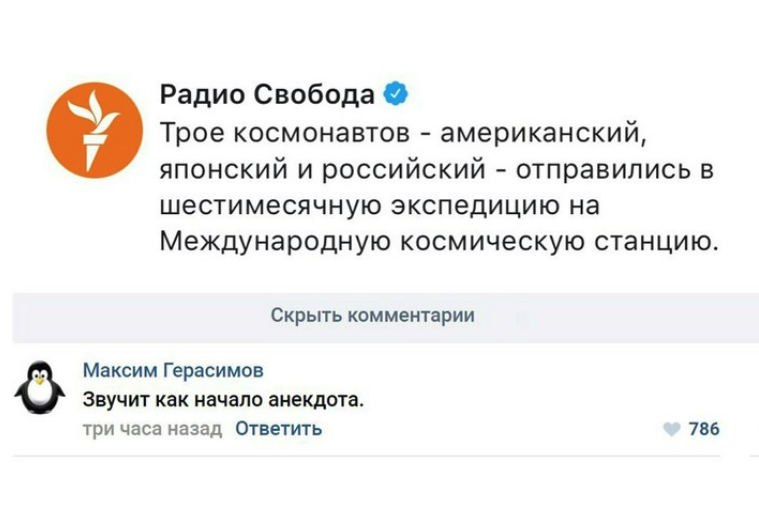 Радио Свобода
Трое космонавтов - американский,
японский и российский - отправились в
шестимесячную экспедицию на
Международную космическую станцию.
Скрыть комментарии
Максим Герасимов
Звучит как начало анекдота.
три часа назад Ответить
786